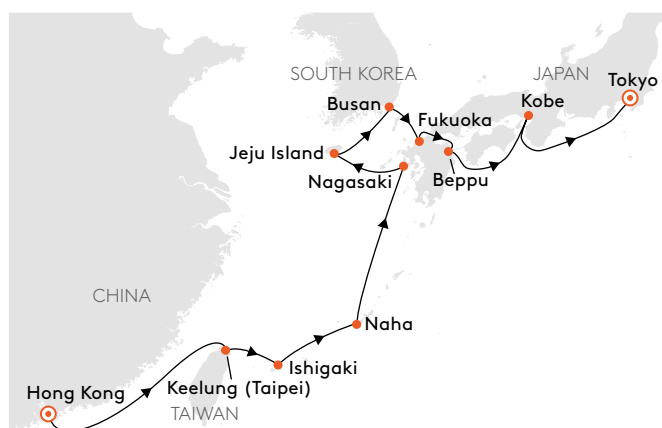 SOUTH KOREA
JAPAN
Tokyo
Busan
Kobe
Fukuoka
Jeju Island
Nagasaki
Beppu
CHINA
Naha
Ishigaki
Hong Kong
Keelung (Taipei)
TAIWAN